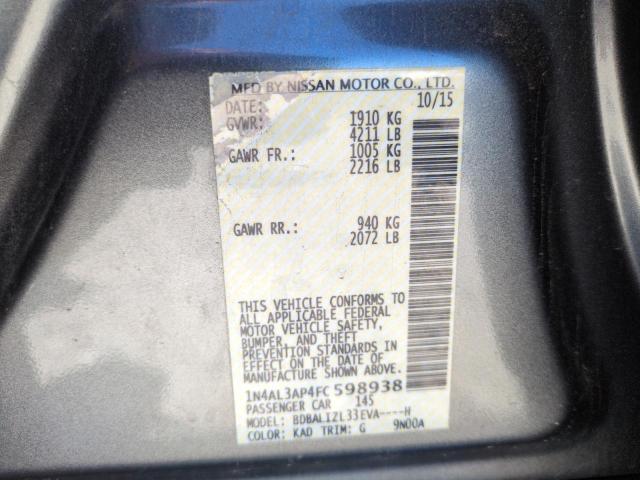 MFD BY NISSAN MOTOR CO., LTD.
DATE: 10/15
GVWR: 1910 KG
4211 LB
GAWR FR.: 1005 KG
2216 LB
GAWR RR.: 940 KG
2072 LB
THIS VEHICLE CONFORMS TO
ALL APPLICABLE FEDERAL
MOTOR VEHICLE SAFETY,
BUMPER, AND THEFT
PREVENTION STANDARDS IN
EFFECT ON THE DATE OF
MANUFACTURE SHOWN ABOVE.
1N4AL3AP4FC598938
PASSENGER CAR 145
MODEL: BDBALIZL33EVA----H
COLOR: KAD TRIM: G 9N00A